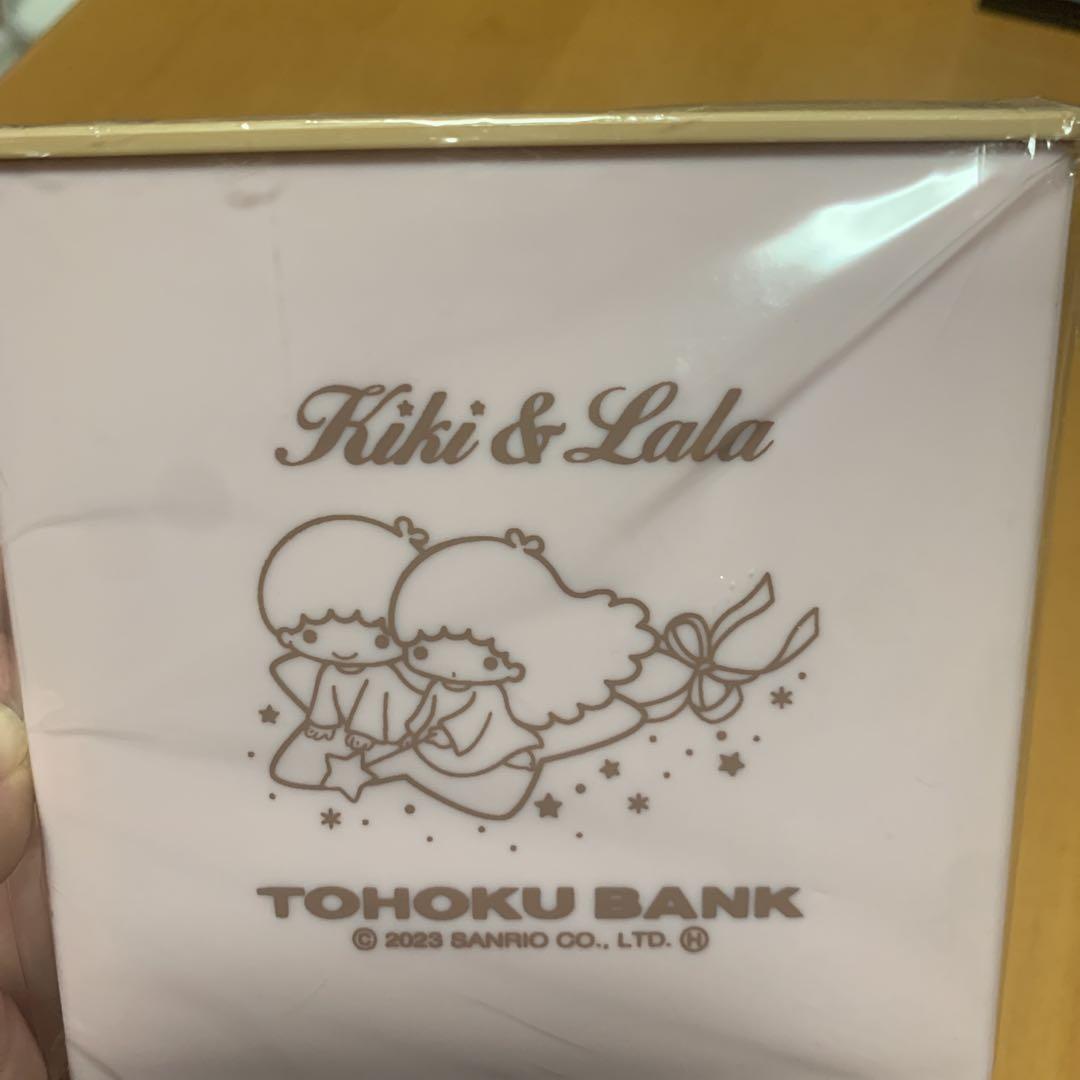 Kiki & Lala
TOHOKU BANK
© 2023 SANRIO CO., LTD. Ⓗ